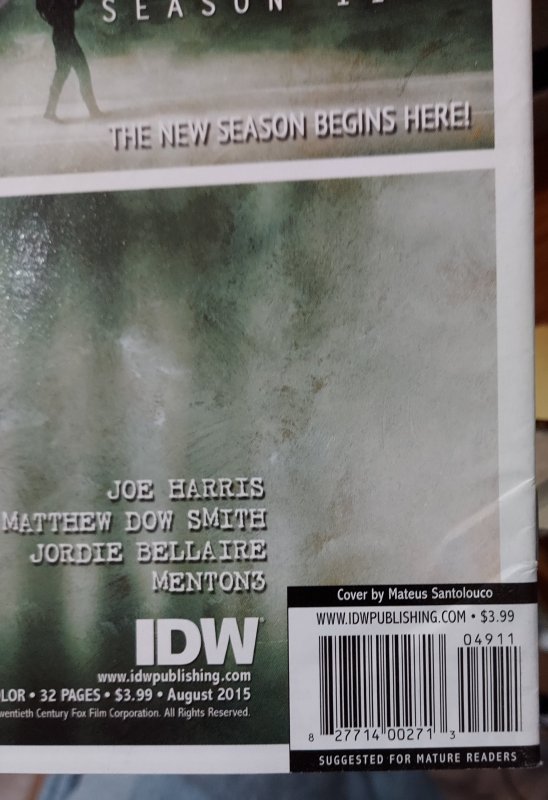 SEASON 11
THE NEW SEASON BEGINS HERE!
JOE HARRIS
MATTHEW DOW SMITH
JORDIE BELLAIRE
MENTON3
IDW
www.idwpublishing.com
LOR • 32 PAGES • $3.99 • August 2015
wentieth Century Fox Film Corporation. All Rights Reserved.
Cover by Mateus Santolouco
WWW.IDWPUBLISHING.COM • $3.99
04911
8 27714 00271 3
SUGGESTED FOR MATURE READERS